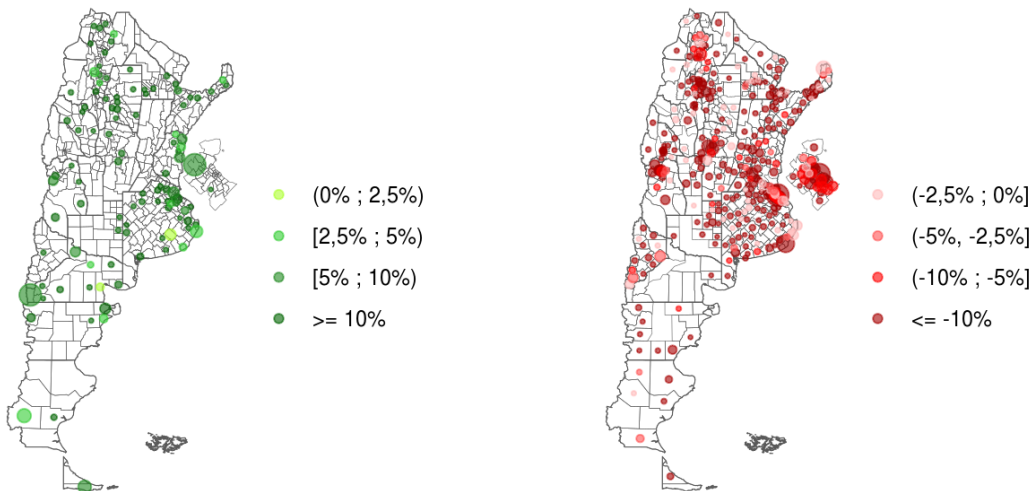 (0% ; 2,5%)
[2,5% ; 5%)
[5% ; 10%)
>= 10%
(-2,5% ; 0%]
(-5%, -2,5%]
(-10% ; -5%]
<= -10%